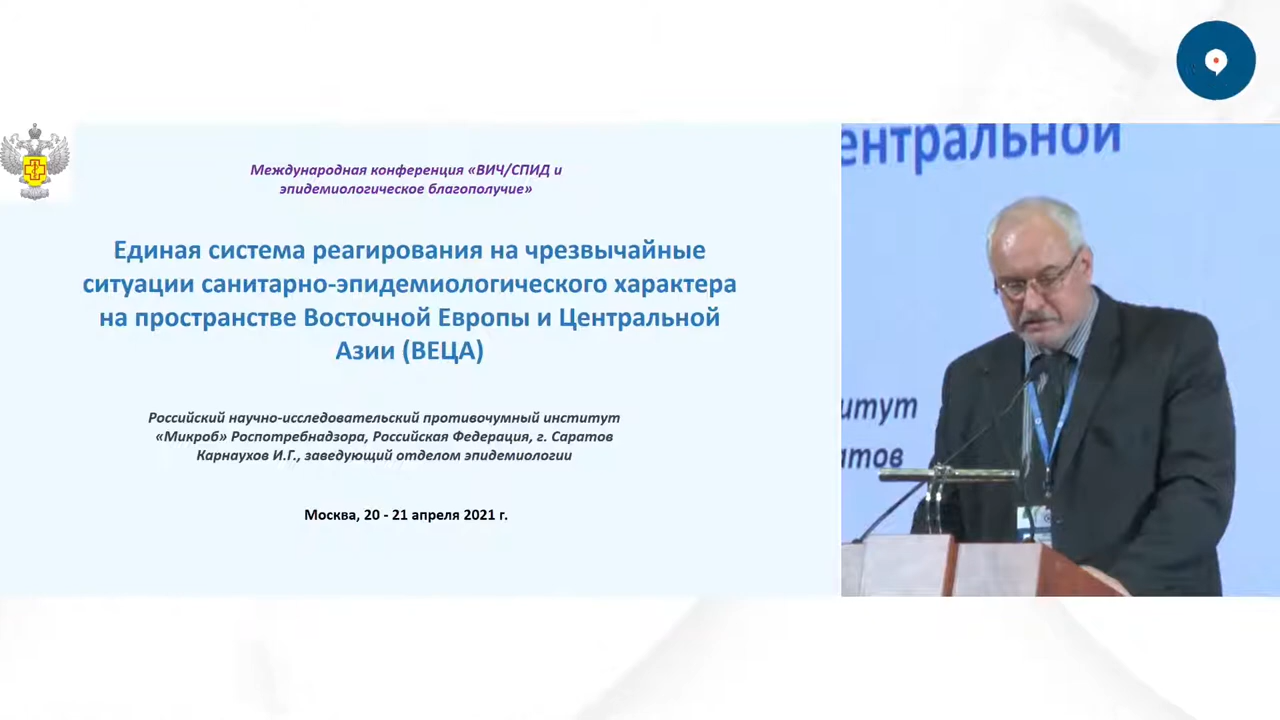 Международная конференция «ВИЧ/СПИД и
эпидемиологическое благополучие»
Единая система реагирования на чрезвычайные
ситуации санитарно-эпидемиологического характера
на пространстве Восточной Европы и Центральной
Азии (ВЕЦА)
Российский научно-исследовательский противочумный институт
«Микроб» Роспотребнадзора, Российская Федерация, г. Саратов
Карнаухов И.Г., заведующий отделом эпидемиологии
Москва, 20 - 21 апреля 2021 г.
ентральной
итут
атов